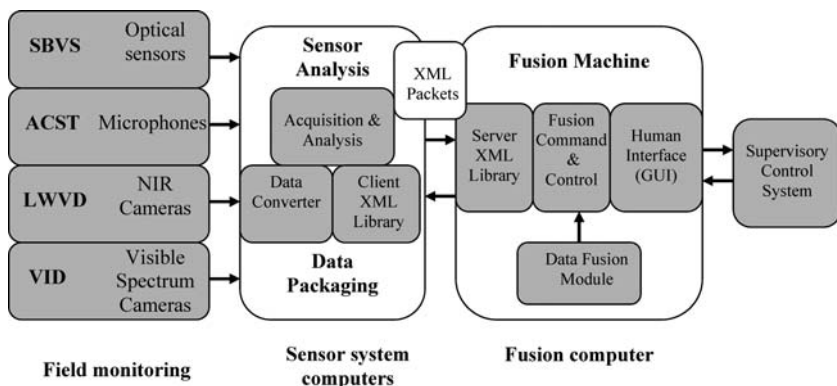 SBVS Optical
sensors
ACST Microphones
LWVD NIR
Cameras
VID Visible
Spectrum
Cameras
Field monitoring
Sensor
Analysis
Acquisition &
Analysis
Data
Converter
Client
XML
Library
Data
Packaging
Sensor system
computers
XML
Packets
Fusion Machine
Server
XML
Library
Fusion
Command
&
Control
Human
Interface
(GUI)
Data Fusion
Module
Fusion computer
Supervisory
Control
System